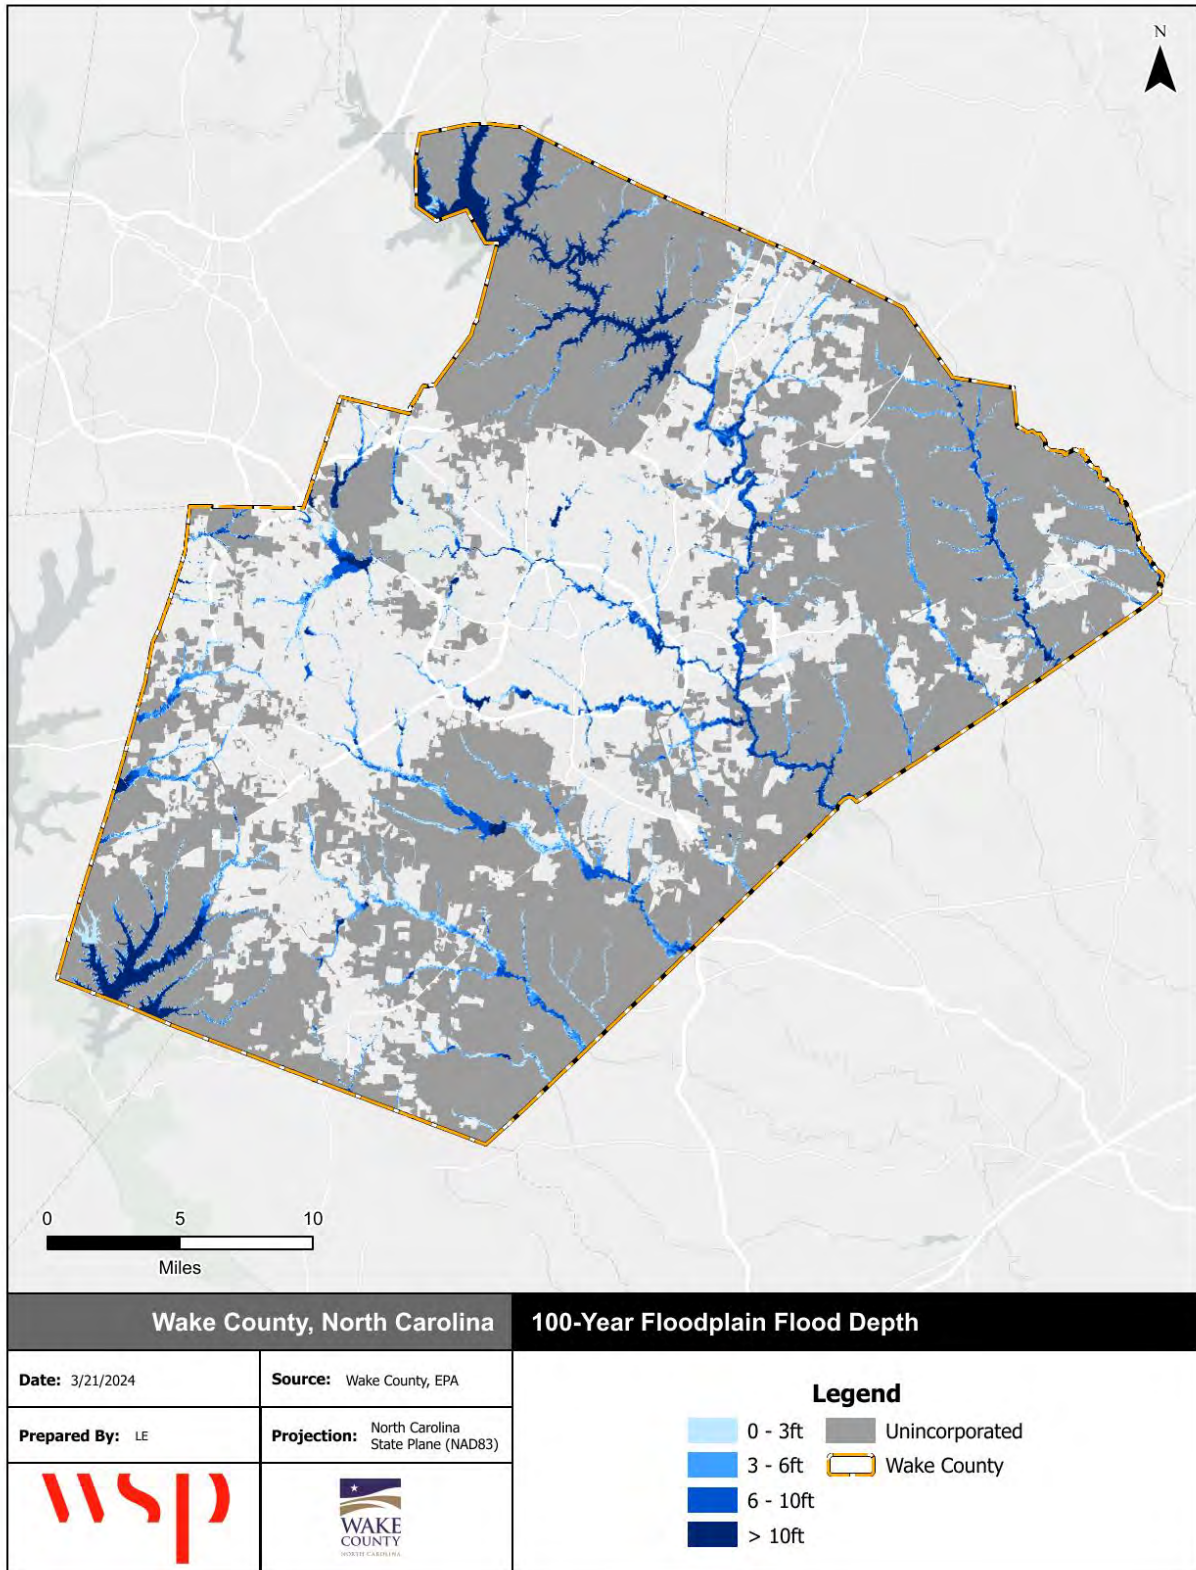 N
0 5 10
Miles
Wake County, North Carolina
100-Year Floodplain Flood Depth
Date: 3/21/2024
Source: Wake County, EPA
Prepared By: LE
Projection: North Carolina
State Plane (NAD83)
Legend
0 - 3ft
Unincorporated
3 - 6ft
Wake County
6 - 10ft
> 10ft
wsp
WAKE
COUNTY
NORTH CAROLINA